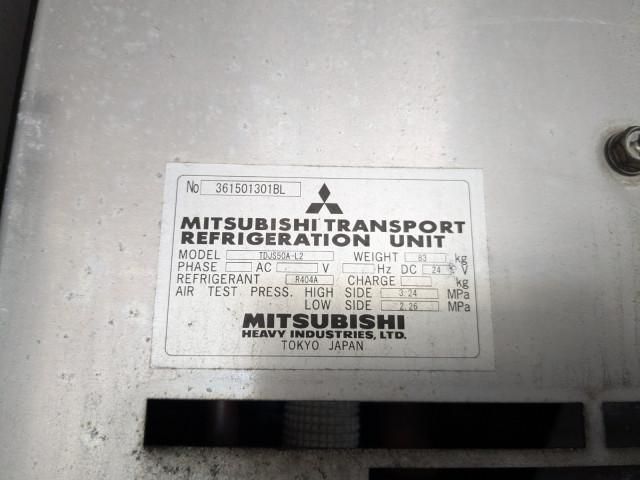 No 361501301BL
MITSUBISHI TRANSPORT
REFRIGERATION UNIT
MODEL TDJS50A-L2 WEIGHT 83 kg
PHASE AC V Hz DC 24 V
REFRIGERANT R404A CHARGE kg
AIR TEST PRESS. HIGH SIDE 3.24 MPa
LOW SIDE 2.26 MPa
MITSUBISHI
HEAVY INDUSTRIES, LTD.
TOKYO JAPAN